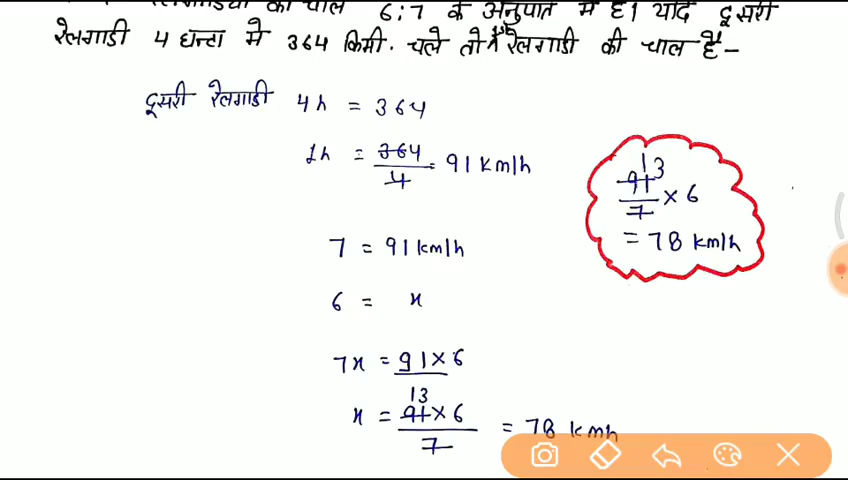 की चाल 6:7 के अनुपात में है। यदि दूसरी
रेलगाडी 4 घन्टा मे 364 किमी. चले तो रेलगाडी की चाल है -
दूसरी रेलगाडी 4h = 364
1h = 364/4 = 91 km/h
7 = 91 km/h
6 = x
7x = 91×6
13
x = 91×6/7 = 78 kmh
13
91/7 × 6
= 78 km/h